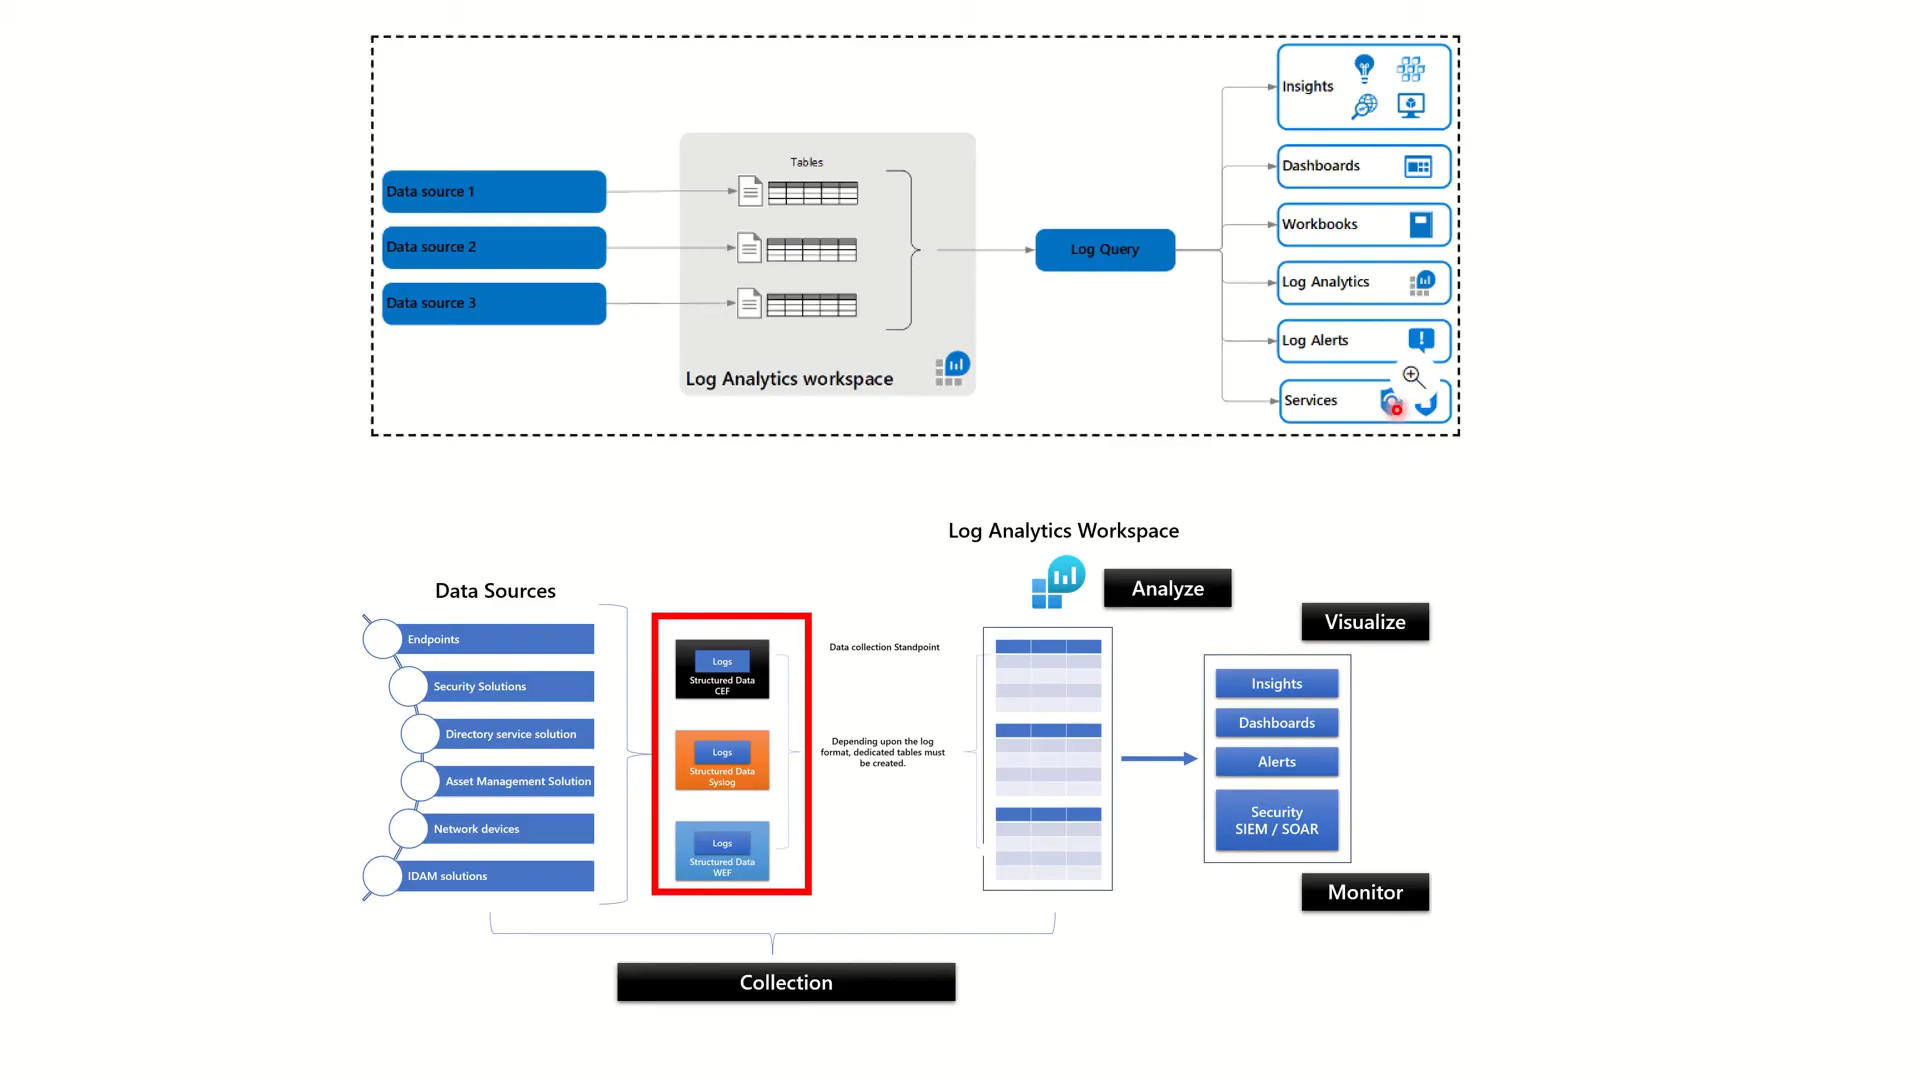 Insights
Dashboards
Workbooks
Log Analytics
Log Alerts
Services
Tables
Data source 1
Data source 2
Data source 3
Log Query
Log Analytics workspace
Log Analytics Workspace
Data Sources
Analyze
Visualize
Endpoints
Security Solutions
Directory service solution
Asset Management Solution
Network devices
IDAM solutions
Logs
Structured Data
CEF
Logs
Structured Data
Syslog
Logs
Structured Data
WEF
Data collection Standpoint
Depending upon the log
format, dedicated tables must
be created.
Insights
Dashboards
Alerts
Security
SIEM / SOAR
Monitor
Collection